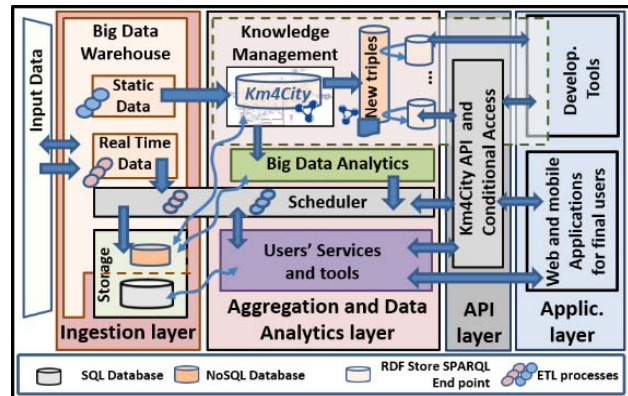 Input Data
Big Data
Warehouse
Static
Data
Real Time
Data
Storage
Ingestion layer
Knowledge
Management
Km4City
New triples
...
Big Data Analytics
Scheduler
Users' Services
and tools
Aggregation and Data
Analytics layer
Km4City API and
Conditional Access
API
layer
Develop.
Tools
Web and mobile
Applications
for final users
Applic.
layer
SQL Database
NoSQL Database
RDF Store SPARQL
End point
ETL processes